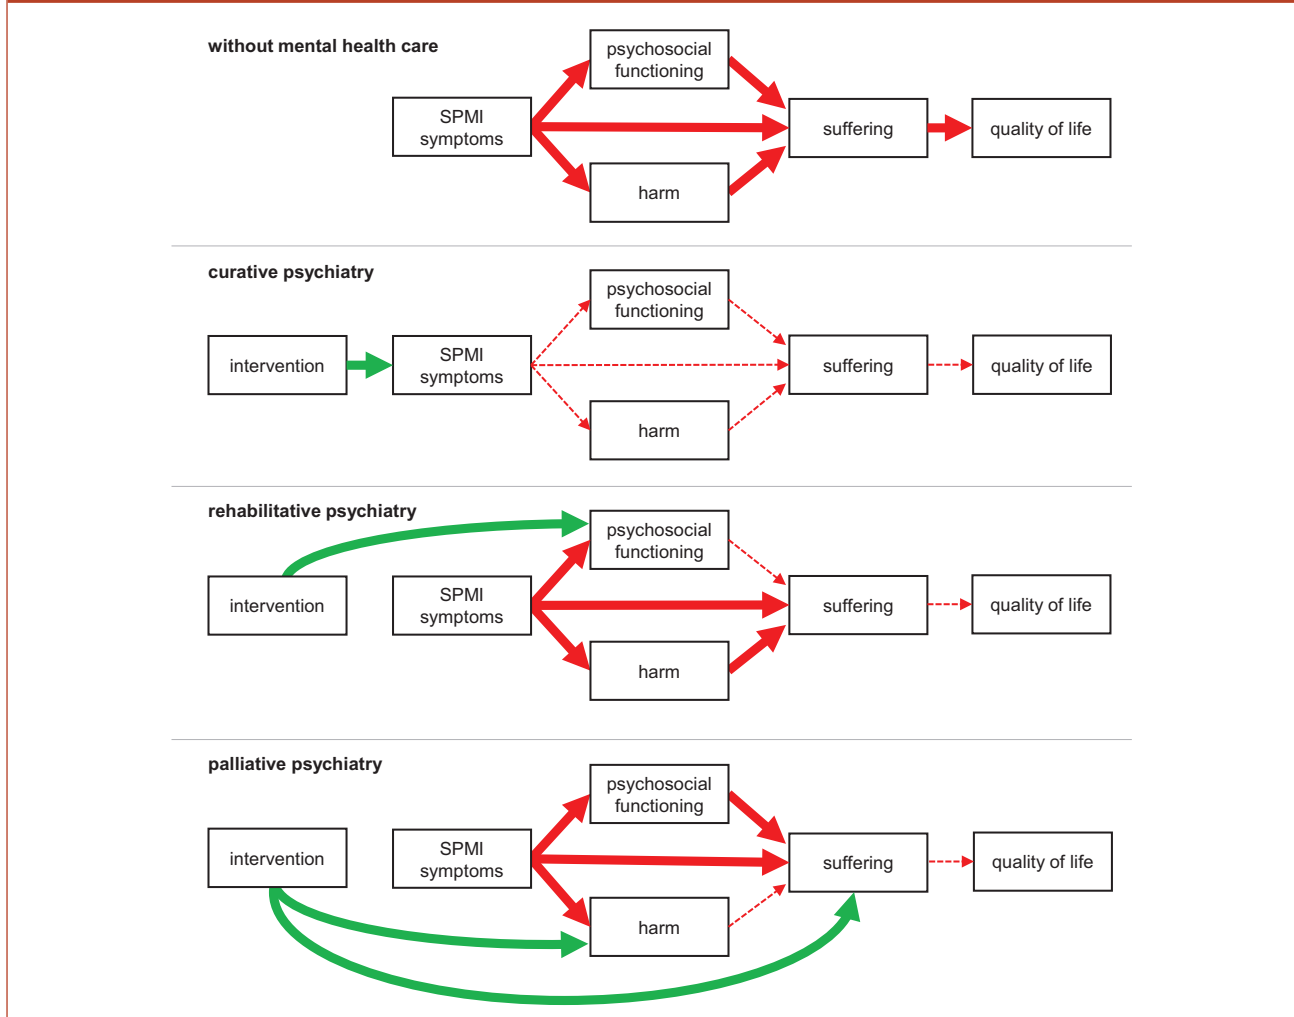 without mental health care
psychosocial
functioning
SPMI
symptoms
suffering
quality of life
harm
curative psychiatry
psychosocial
functioning
intervention
SPMI
symptoms
suffering
quality of life
harm
rehabilitative psychiatry
psychosocial
functioning
intervention
SPMI
symptoms
suffering
quality of life
harm
palliative psychiatry
psychosocial
functioning
intervention
SPMI
symptoms
suffering
quality of life
harm